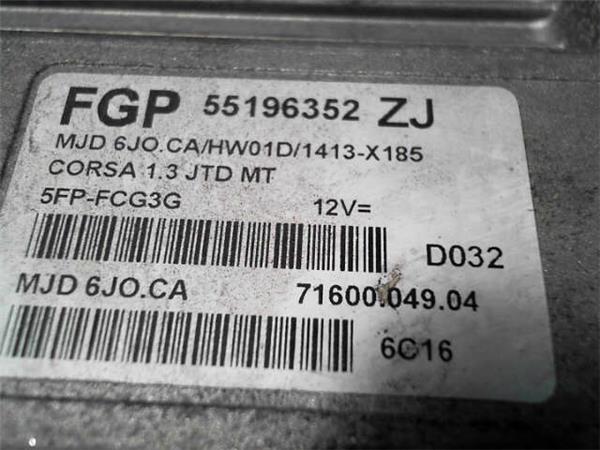 FGP 55196352 ZJ
MJD 6JO.CA/HW01D/1413-X185
CORSA 1.3 JTD MT
5FP-FCG3G 12V=
D032
MJD 6JO.CA 71600.049.04
6C16